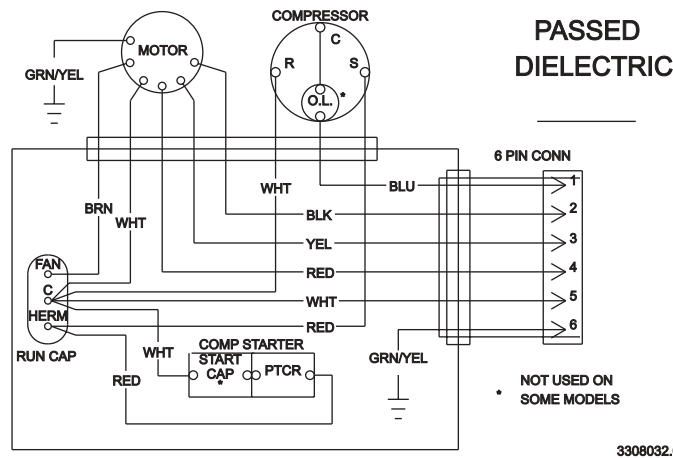 COMPRESSOR
PASSED
DIELECTRIC
MOTOR
C
R
S
GRN/YEL
O.L.
*
6 PIN CONN
WHT
BLU
1
BRN
WHT
BLK
2
YEL
3
FAN
RED
4
C
WHT
5
HERM
RED
6
RUN CAP
WHT
COMP STARTER
GRN/YEL
START
CAP
*
PTCR
RED
NOT USED ON
* SOME MODELS
3308032.